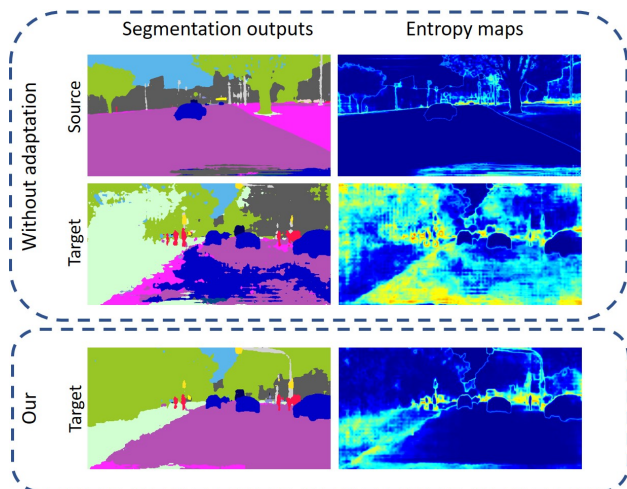 Segmentation outputs
Entropy maps
Without adaptation
Source
Target
Our
Target